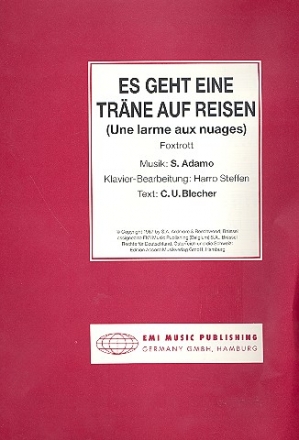 ES GEHT EINE
TRÄNE AUF REISEN
(Une larme aux nuages)
Foxtrott
Musik: S. Adamo
Klavier-Bearbeitung: Harro Steffen
Text: C.U. Blecher
EMI MUSIC PUBLISHING
GERMANY GMBH, HAMBURG